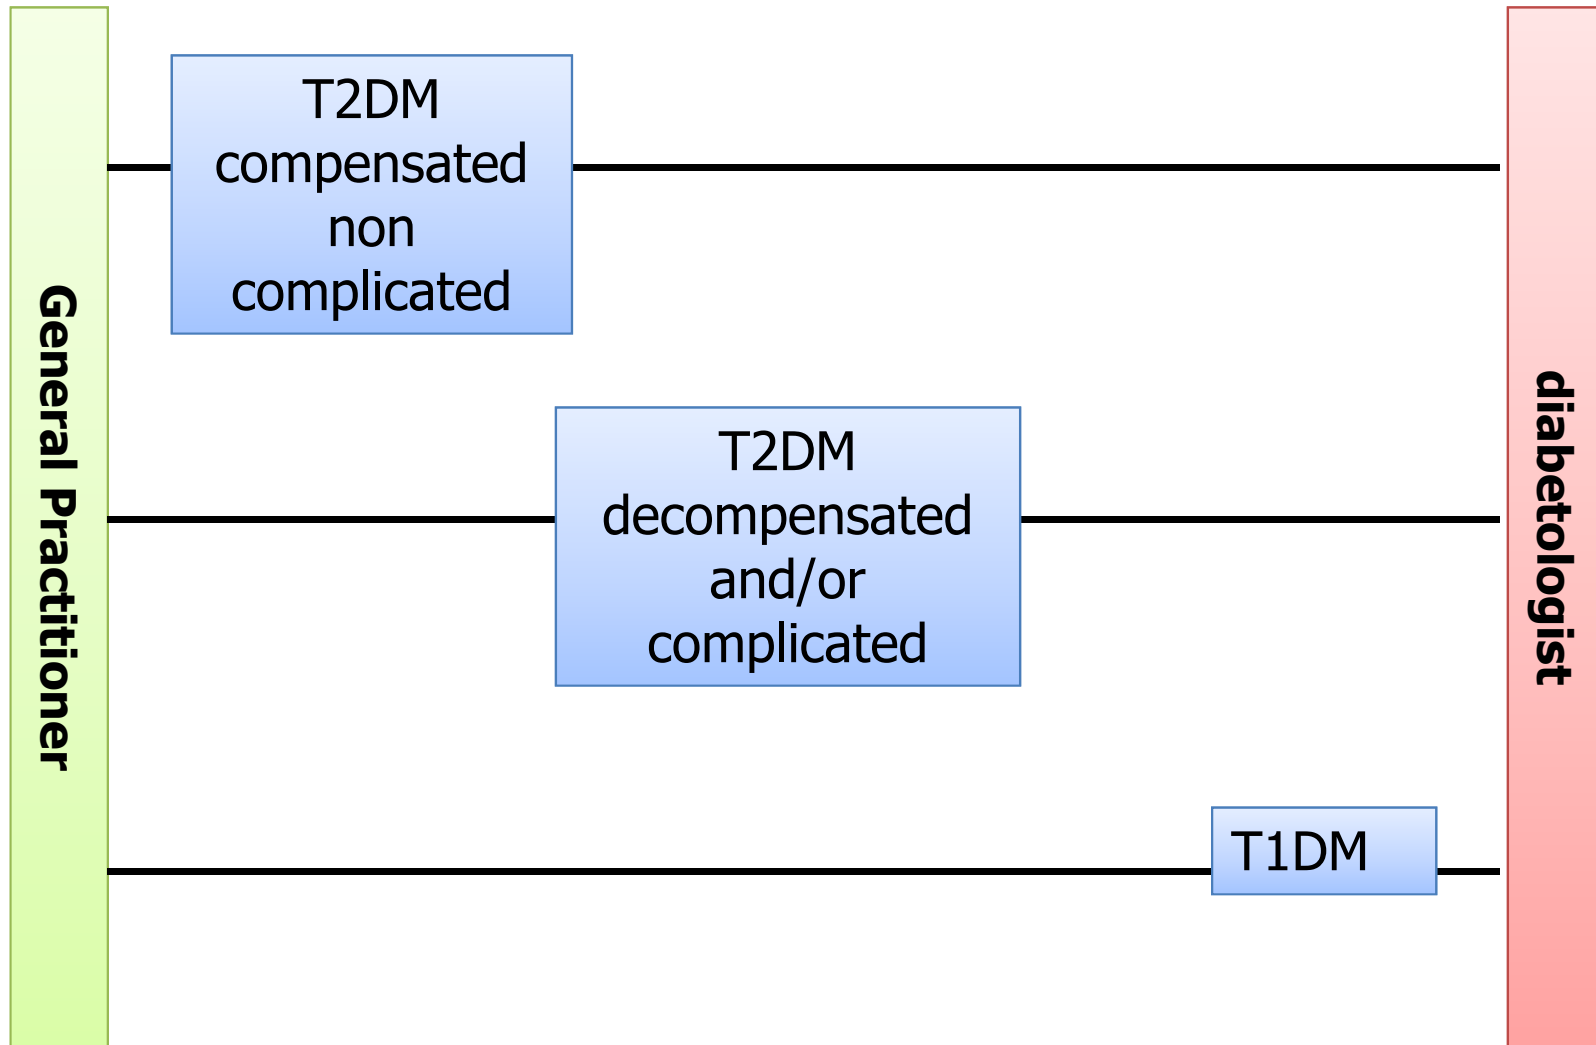 General Practitioner
T2DM
compensated
non
complicated
T2DM
decompensated
and/or
complicated
T1DM
diabetologist